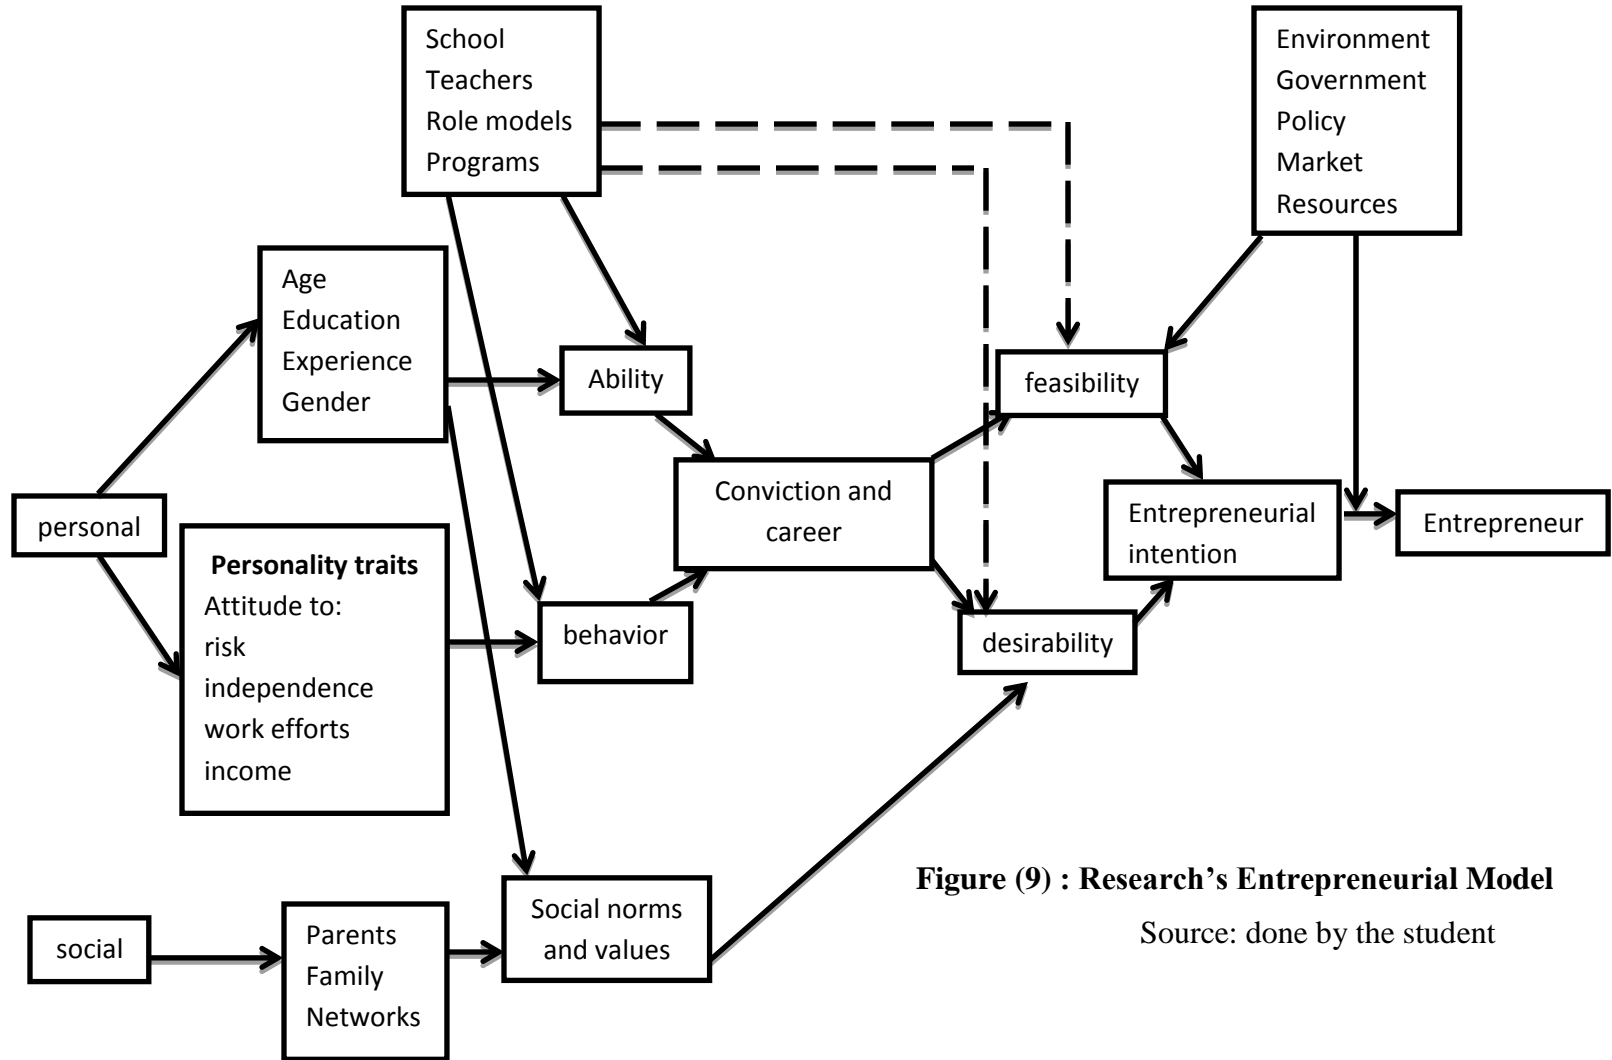 School
Teachers
Role models
Programs
Environment
Government
Policy
Market
Resources
Age
Education
Experience
Gender
Ability
feasibility
personal
Conviction and
career
Entrepreneurial
intention
Entrepreneur
Personality traits
Attitude to:
risk
independence
work efforts
income
behavior
desirability
social
Parents
Family
Networks
Social norms
and values
Figure (9) : Research’s Entrepreneurial Model
Source: done by the student